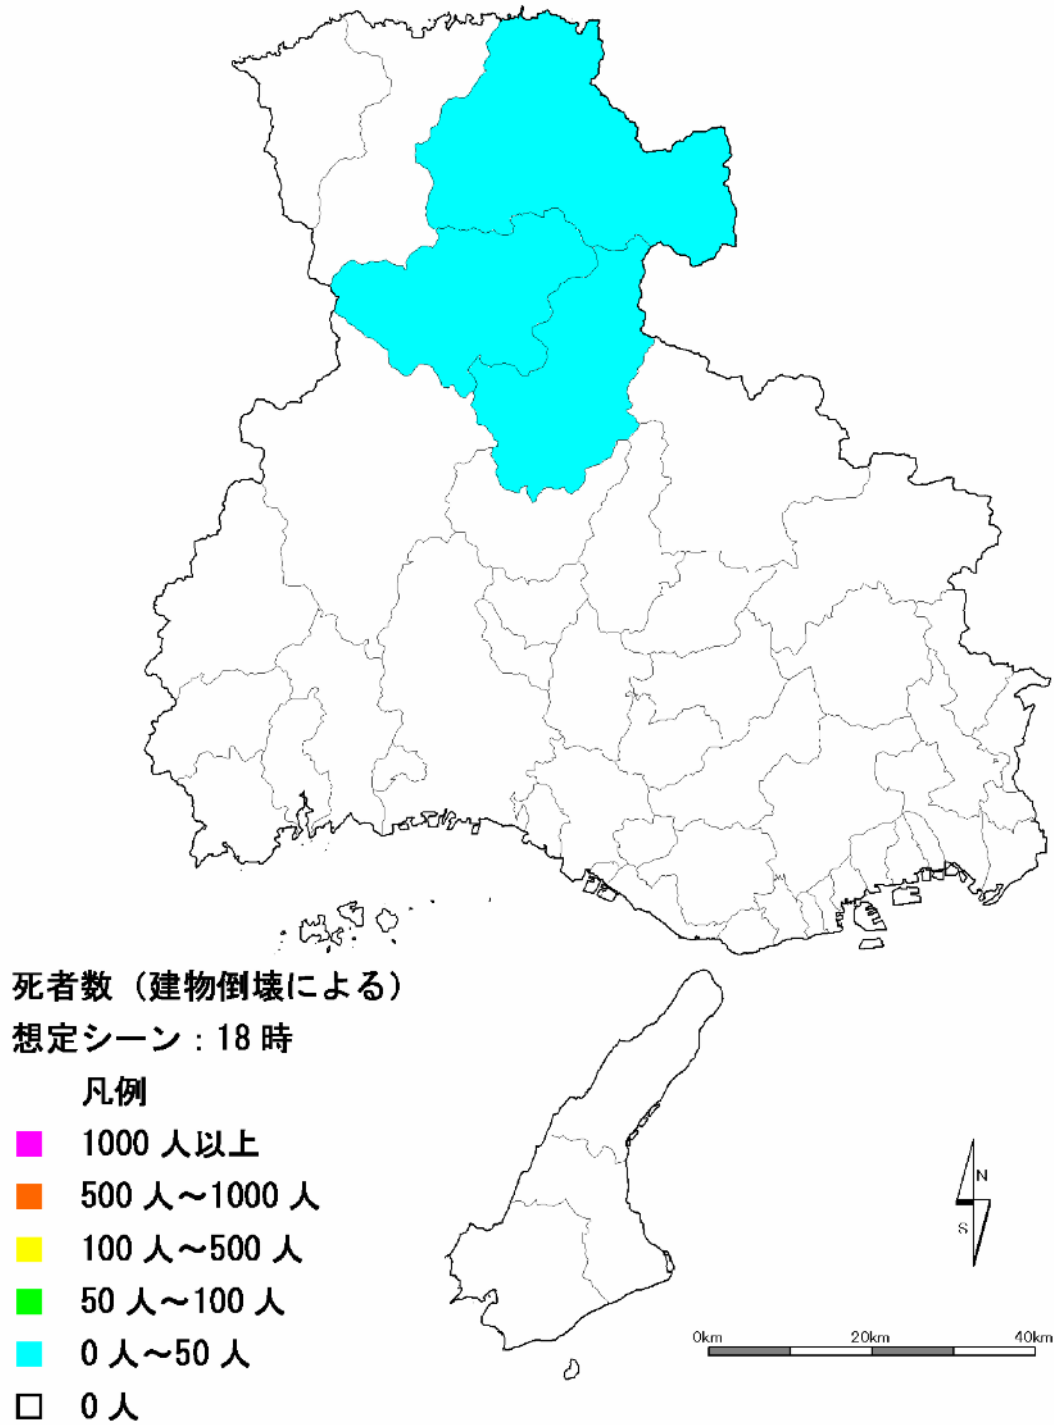 死者数（建物倒壊による）
想定シーン：18時
凡例
1000人以上
500人～1000人
100人～500人
50人～100人
0人～50人
0人
N
S
0km 20km 40km